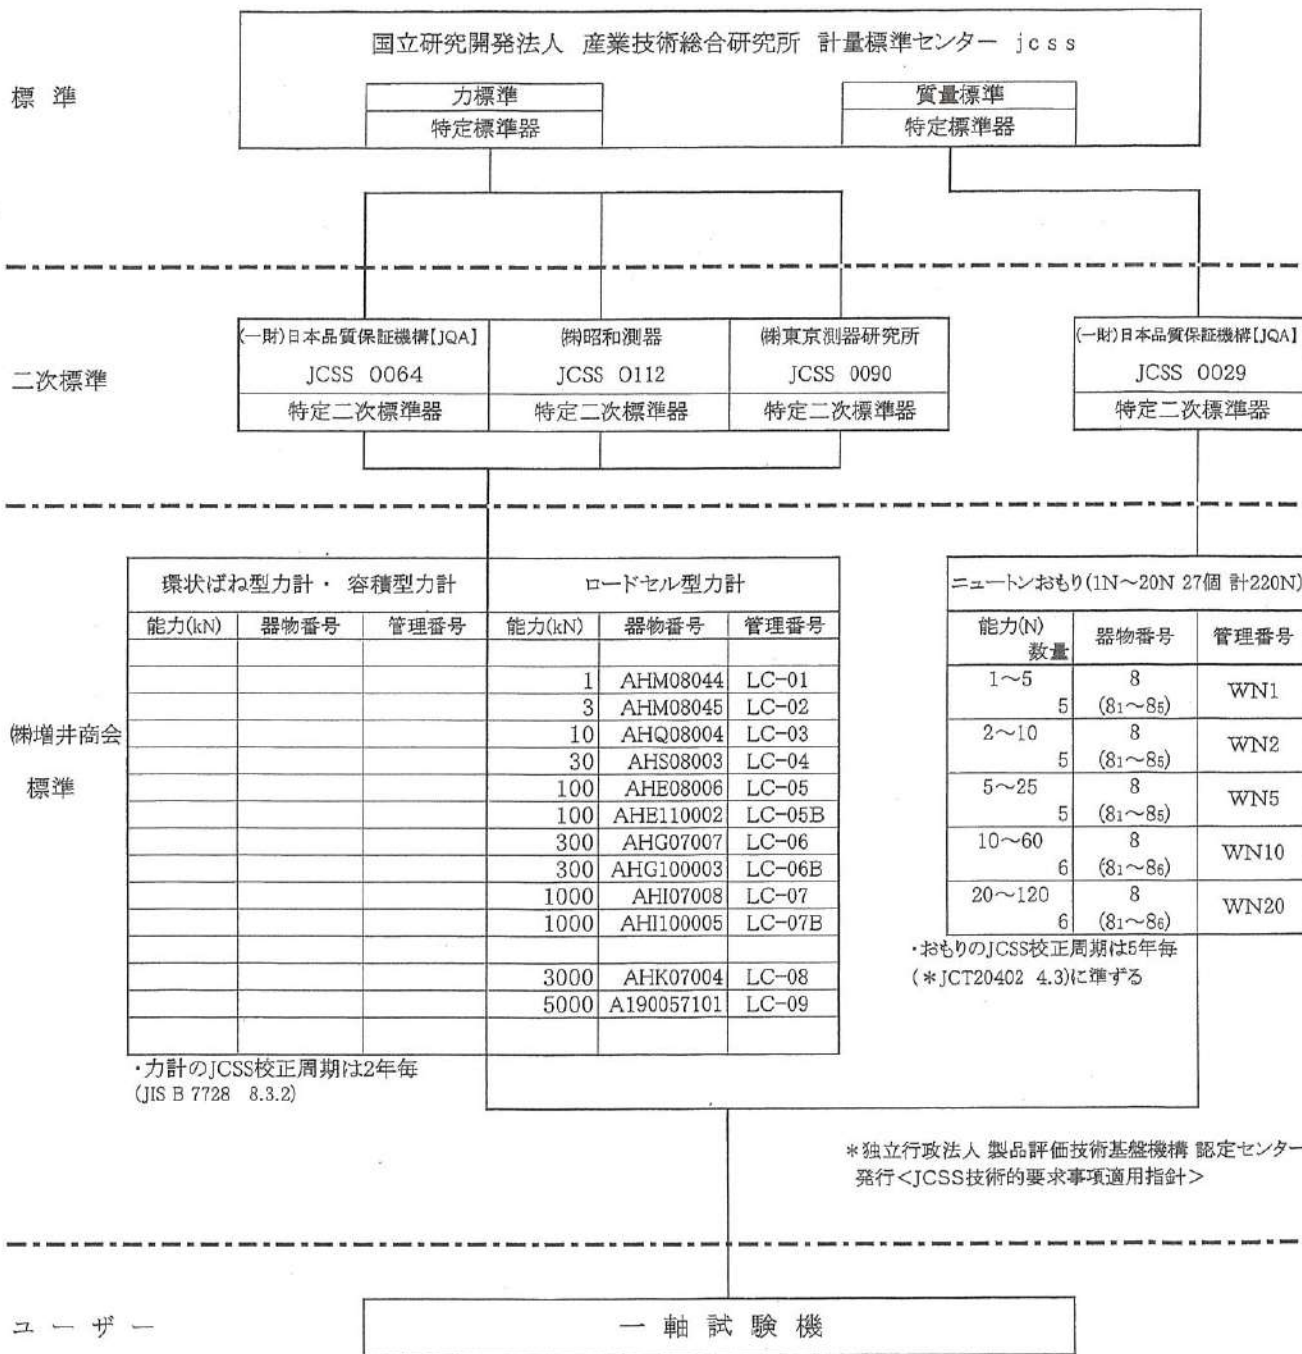 国立研究開発法人 産業技術総合研究所 計量標準センター jcss
標 準
力標準
質量標準
特定標準器
特定標準器
(一財)日本品質保証機構【JQA】
㈱昭和測器
㈱東京測器研究所
(一財)日本品質保証機構【JQA】
二次標準
JCSS 0064
JCSS 0112
JCSS 0090
JCSS 0029
特定二次標準器
特定二次標準器
特定二次標準器
特定二次標準器
㈱増井商会
標準
環状ばね型力計・ 容積型力計
ロードセル型力計
能力(kN) 器物番号 管理番号 能力(kN) 器物番号 管理番号
1 AHM08044 LC-01
3 AHM08045 LC-02
10 AHQ08004 LC-03
30 AHS08003 LC-04
100 AHE08006 LC-05
100 AHE110002 LC-05B
300 AHG07007 LC-06
300 AHG100003 LC-06B
1000 AHI07008 LC-07
1000 AHI100005 LC-07B
3000 AHK07004 LC-08
5000 A190057101 LC-09
・力計のJCSS校正周期は2年毎
(JIS B 7728 8.3.2)
ニュートンおもり(1N～20N 27個 計220N)
能力(N) 器物番号 管理番号
数量
1～5 8 WN1
5 (81～85)
2～10 8 WN2
5 (81～85)
5～25 8 WN5
5 (81～85)
10～60 8 WN10
6 (81～86)
20～120 8 WN20
6 (81～86)
・おもりのJCSS校正周期は5年毎
(*JCT20402 4.3)に準ずる
*独立行政法人 製品評価技術基盤機構 認定センター
発行<JCSS技術的要求事項適用指針>
ユ ー ザ ー
一 軸 試 験 機